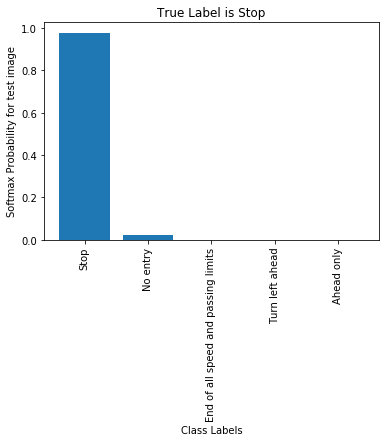 True Label is Stop
Softmax Probability for test image
1.0
0.8
0.6
0.4
0.2
0.0
Stop
No entry
End of all speed and passing limits
Turn left ahead
Ahead only
Class Labels